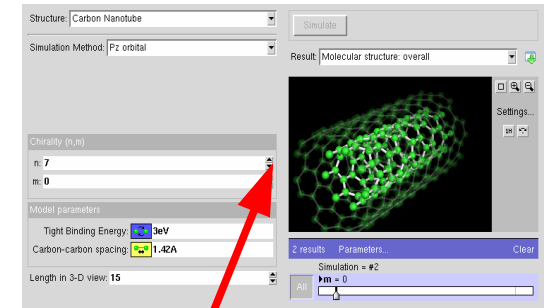 Structure: Carbon Nanotube
Simulation Method: Pz orbital
Chirality (n,m)
n: 7
m: 0
Model parameters
Tight Binding Energy: 3eV
Carbon-carbon spacing: 1.42A
Length in 3-D view: 15
Simulate
Result: Molecular structure: overall
Settings...
2 results Parameters... Clear
Simulation = #2
All
m = 0